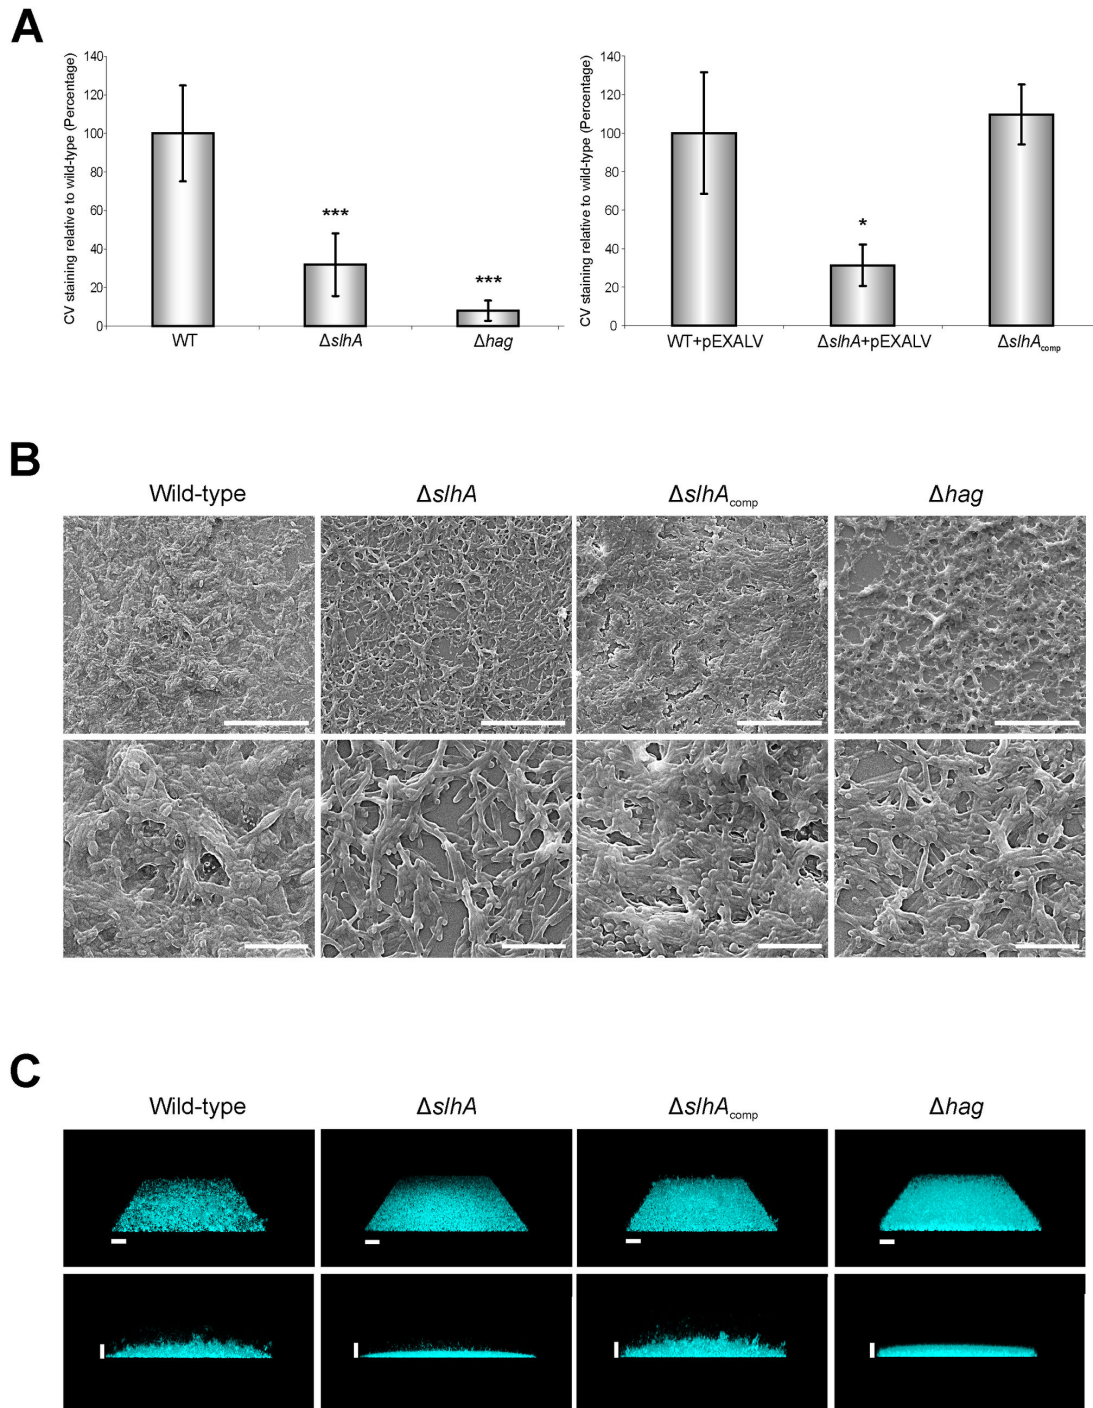 A
CV staining relative to wild-type (Percentage)
140
120
100
80
60
40
20
0
***
***
WT
ΔslhA
Δhag
CV staining relative to wild-type (Percentage)
140
120
100
80
60
40
20
0
*
WT+pEXALV
ΔslhA+pEXALV
ΔslhAcomp
B
Wild-type
ΔslhA
ΔslhAcomp
Δhag
C
Wild-type
ΔslhA
ΔslhAcomp
Δhag